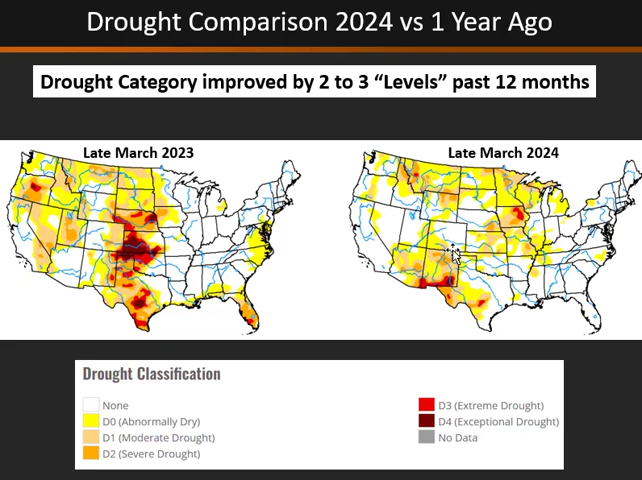 Drought Comparison 2024 vs 1 Year Ago
Drought Category improved by 2 to 3 “Levels” past 12 months
Late March 2023
Late March 2024
Drought Classification
None
D0 (Abnormally Dry)
D1 (Moderate Drought)
D2 (Severe Drought)
D3 (Extreme Drought)
D4 (Exceptional Drought)
No Data